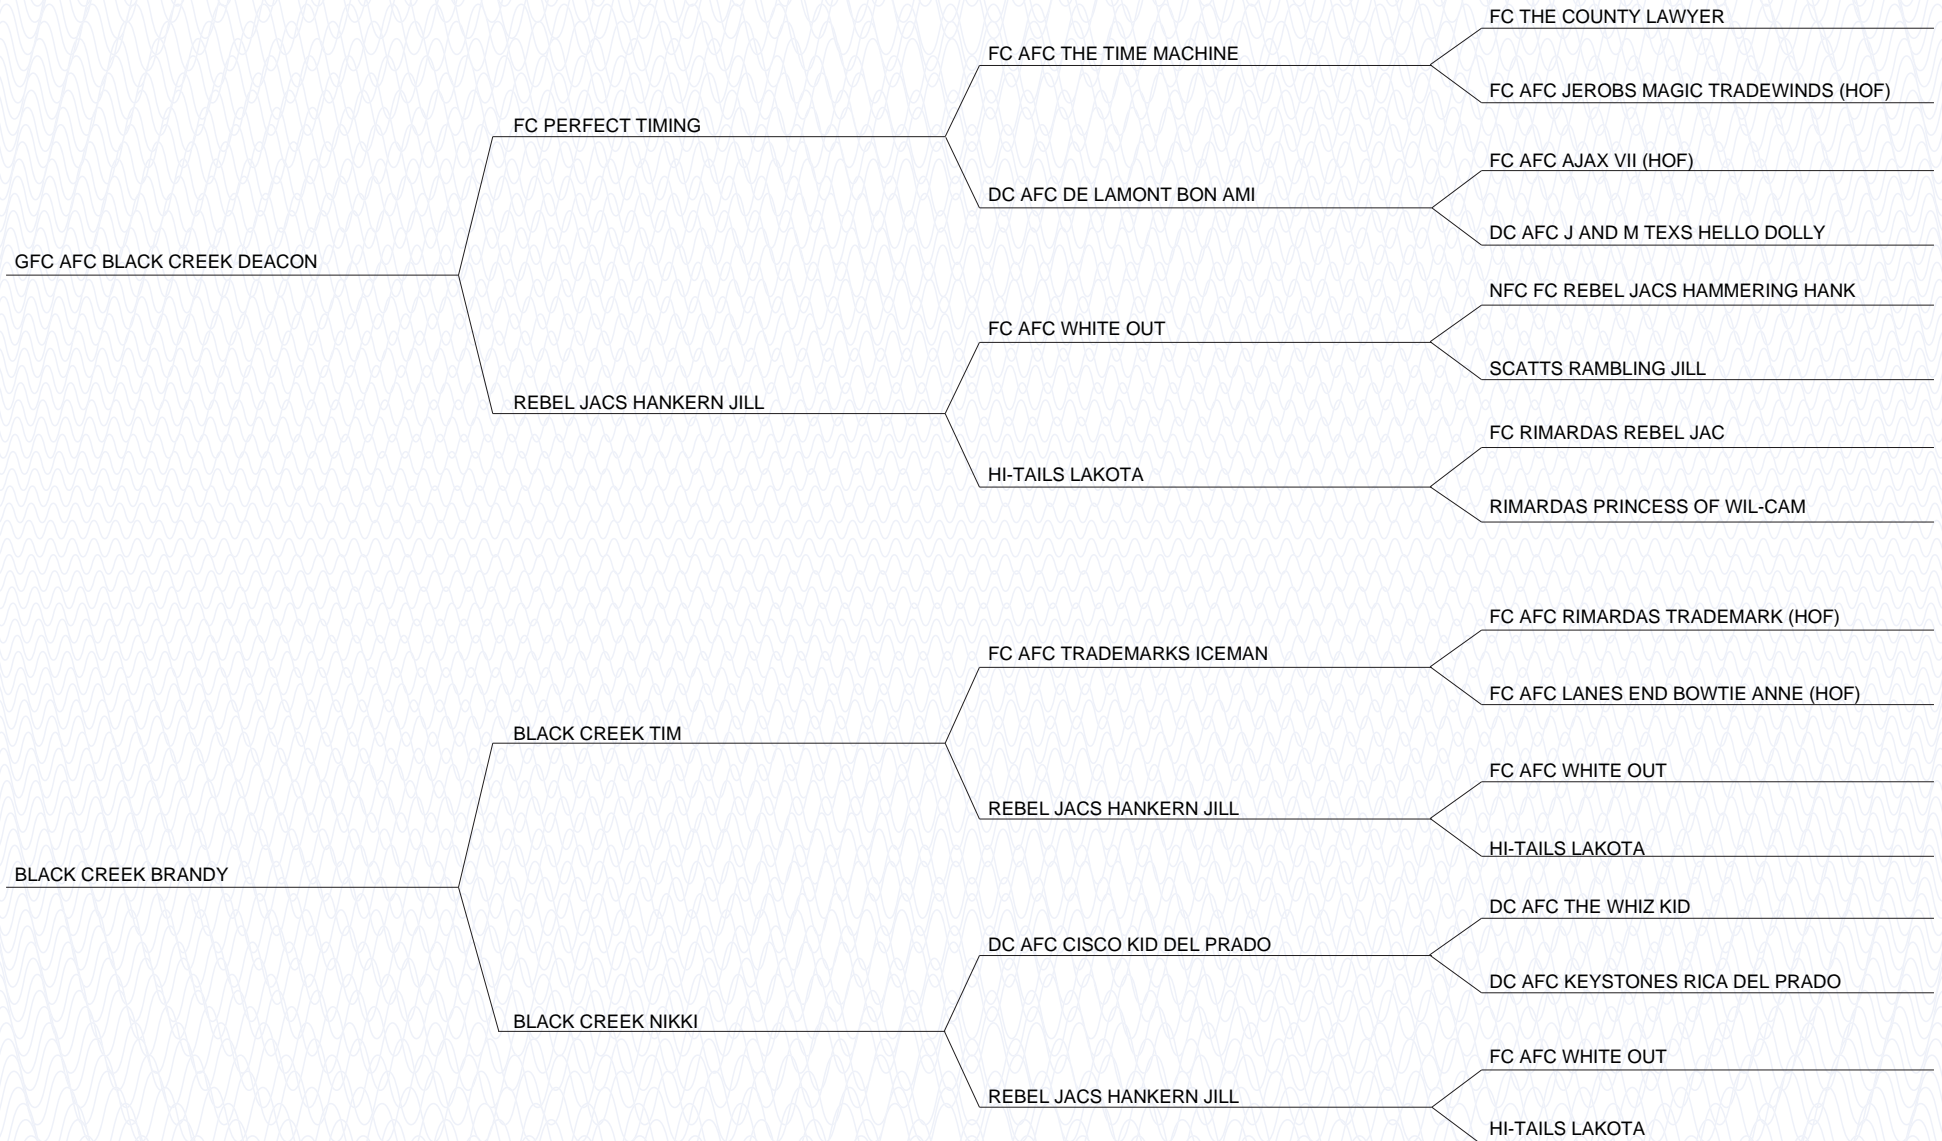 FC THE COUNTY LAWYER
FC AFC THE TIME MACHINE
FC AFC JEROBS MAGIC TRADEWINDS (HOF)
FC PERFECT TIMING
FC AFC AJAX VII (HOF)
DC AFC DE LAMONT BON AMI
DC AFC J AND M TEXS HELLO DOLLY
GFC AFC BLACK CREEK DEACON
NFC FC REBEL JACS HAMMERING HANK
FC AFC WHITE OUT
SCATTS RAMBLING JILL
REBEL JACS HANKERN JILL
FC RIMARDAS REBEL JAC
HI-TAILS LAKOTA
RIMARDAS PRINCESS OF WIL-CAM
FC AFC RIMARDAS TRADEMARK (HOF)
FC AFC TRADEMARKS ICEMAN
FC AFC LANES END BOWTIE ANNE (HOF)
BLACK CREEK TIM
FC AFC WHITE OUT
REBEL JACS HANKERN JILL
HI-TAILS LAKOTA
BLACK CREEK BRANDY
DC AFC THE WHIZ KID
DC AFC CISCO KID DEL PRADO
DC AFC KEYSTONES RICA DEL PRADO
BLACK CREEK NIKKI
FC AFC WHITE OUT
REBEL JACS HANKERN JILL
HI-TAILS LAKOTA